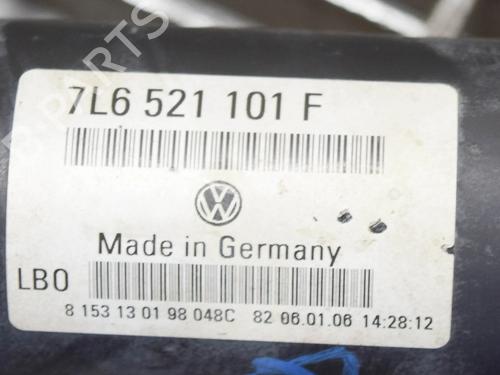 7L6 521 101 F
Made in Germany
LBO
8 153 13 01 98 048C 82 06.01.06 14:28:12